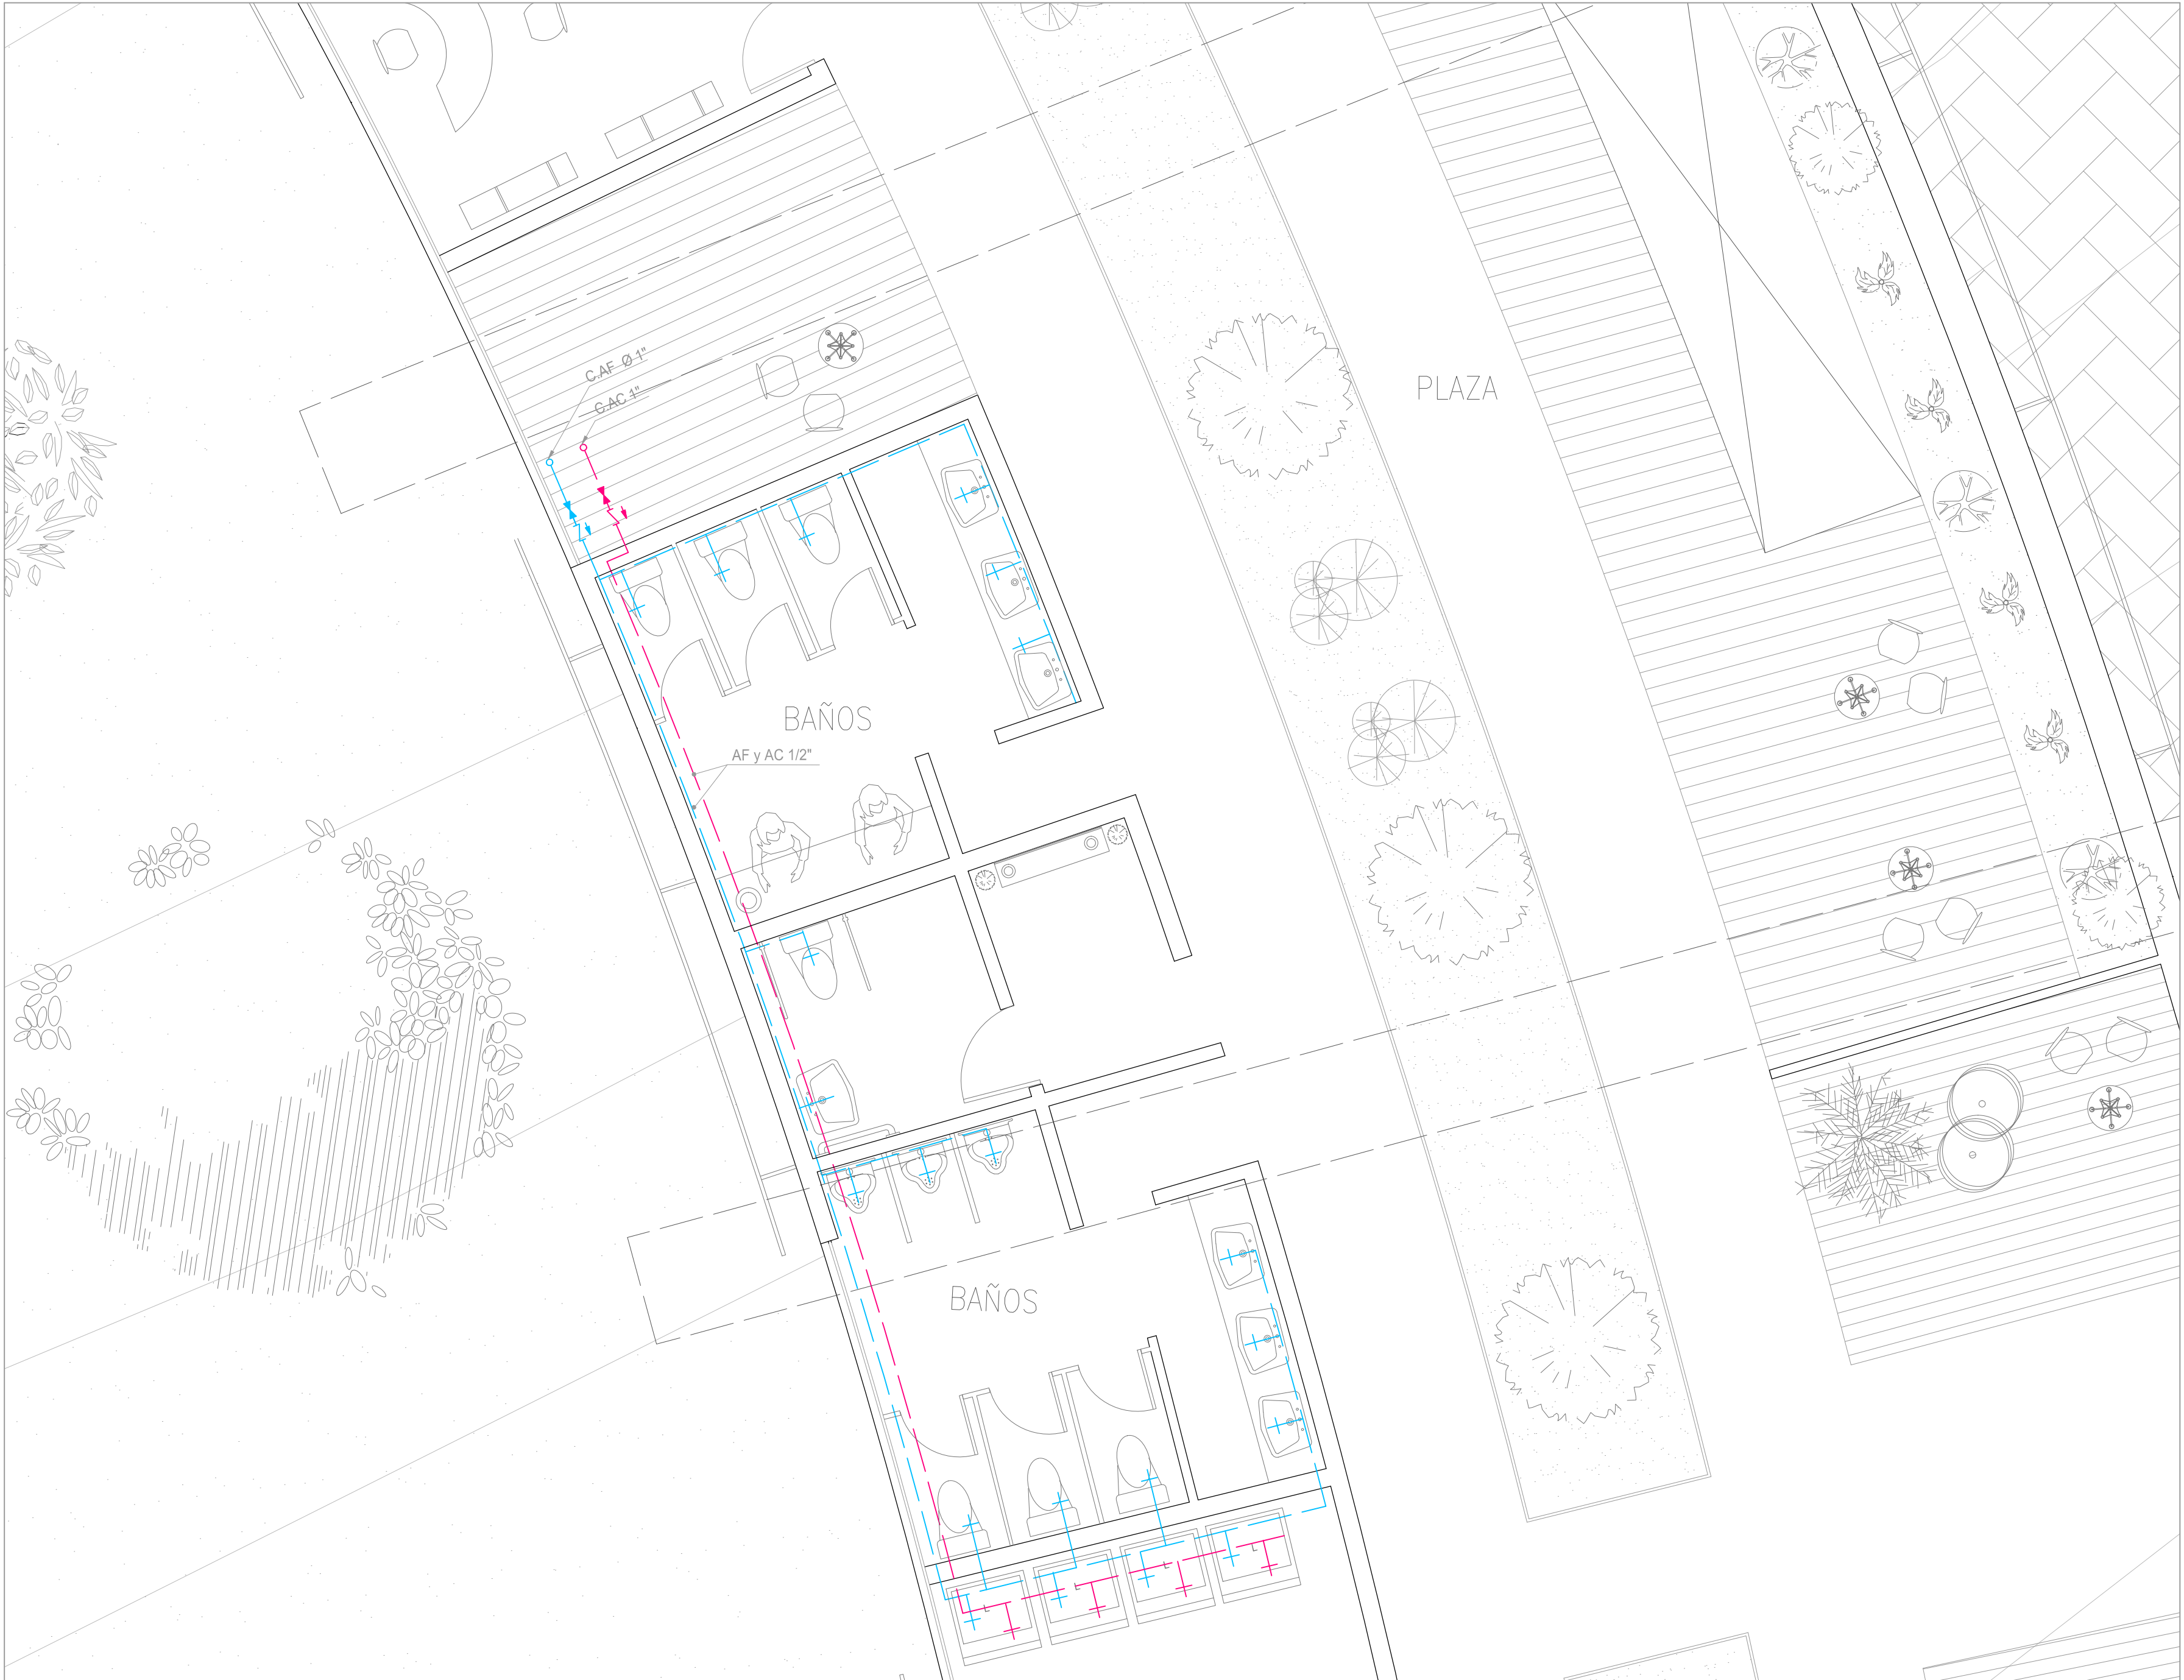 C.AF Ø 1"
C.AC 1"
PLAZA
BAÑOS
AF y AC 1/2"
BAÑOS
L
L
L
L